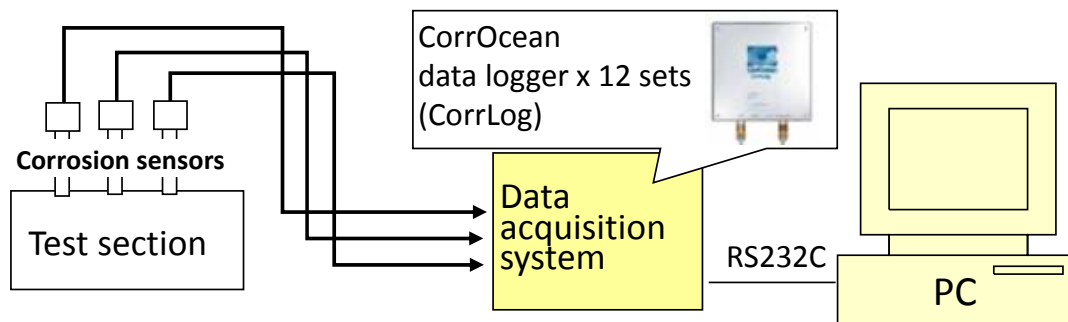 CorrOcean
data logger x 12 sets
(CorrLog)
Corrosion sensors
Test section
Data
acquisition
system
RS232C
PC